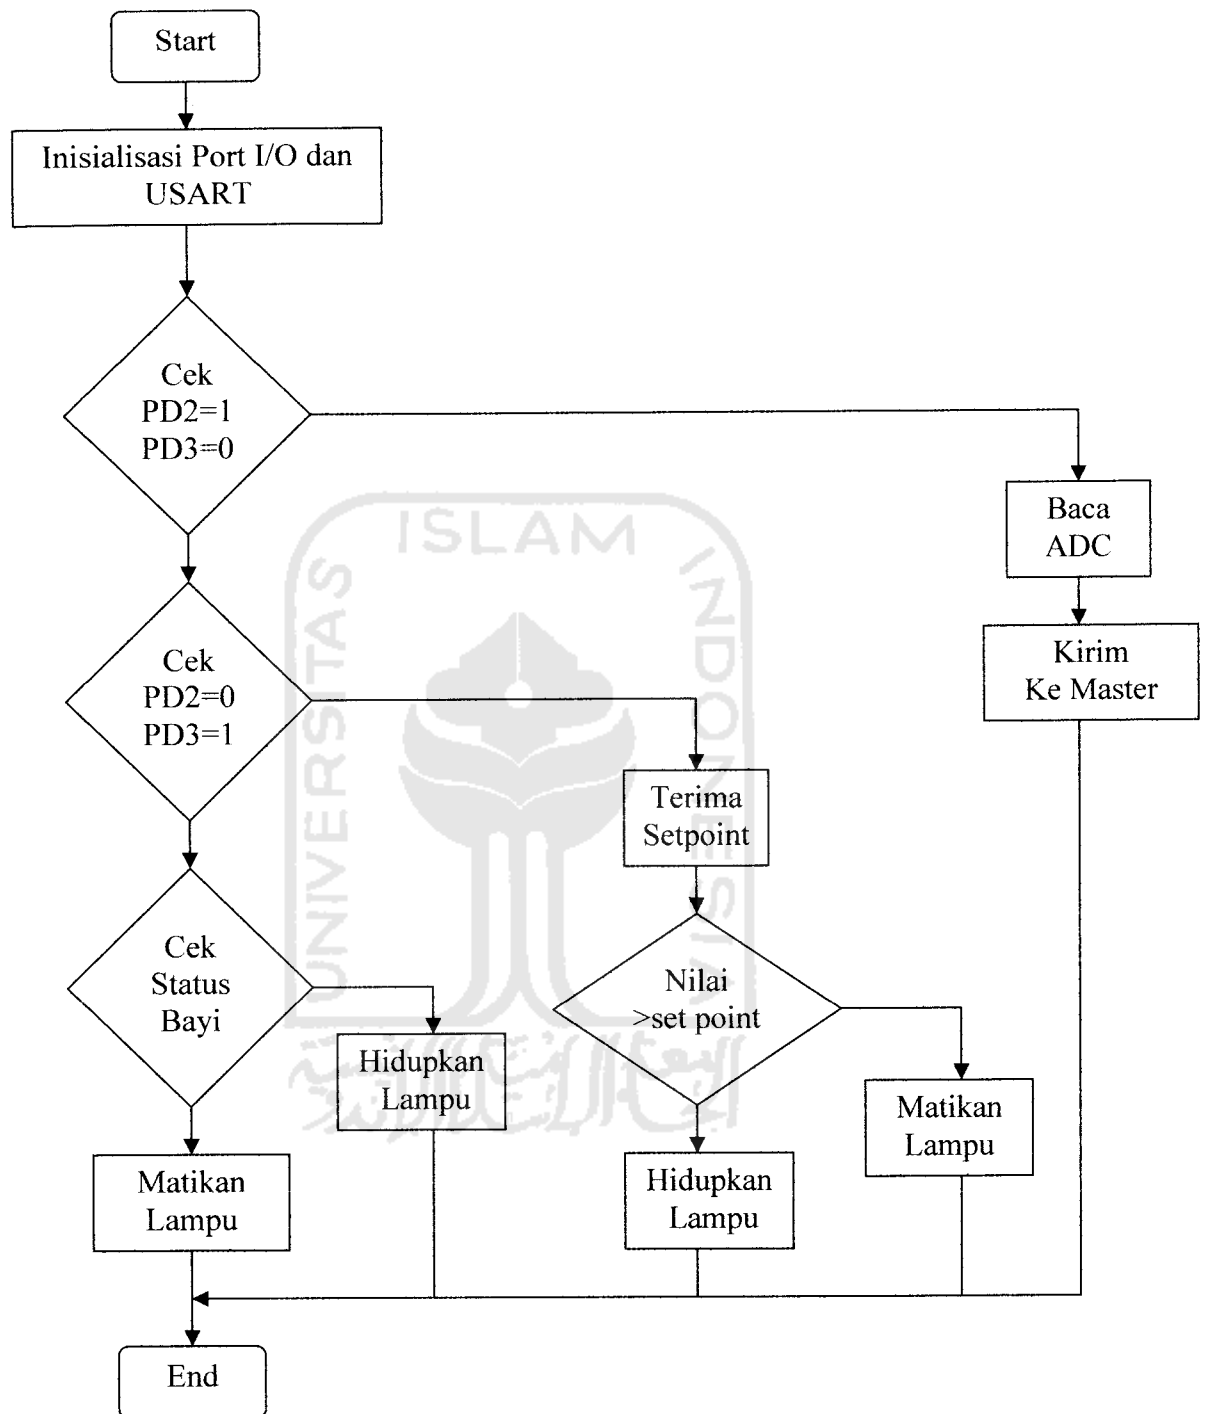 Start
Inisialisasi Port I/O dan
USART
Cek
PD2=1
PD3=0
Baca
ADC
Kirim
Ke Master
Cek
PD2=0
PD3=1
Terima
Setpoint
Cek
Status
Bayi
Nilai
>set point
Hidupkan
Lampu
Matikan
Lampu
Matikan
Lampu
Hidupkan
Lampu
End
UNIVERSITAS
ISLAM
INDONESIA